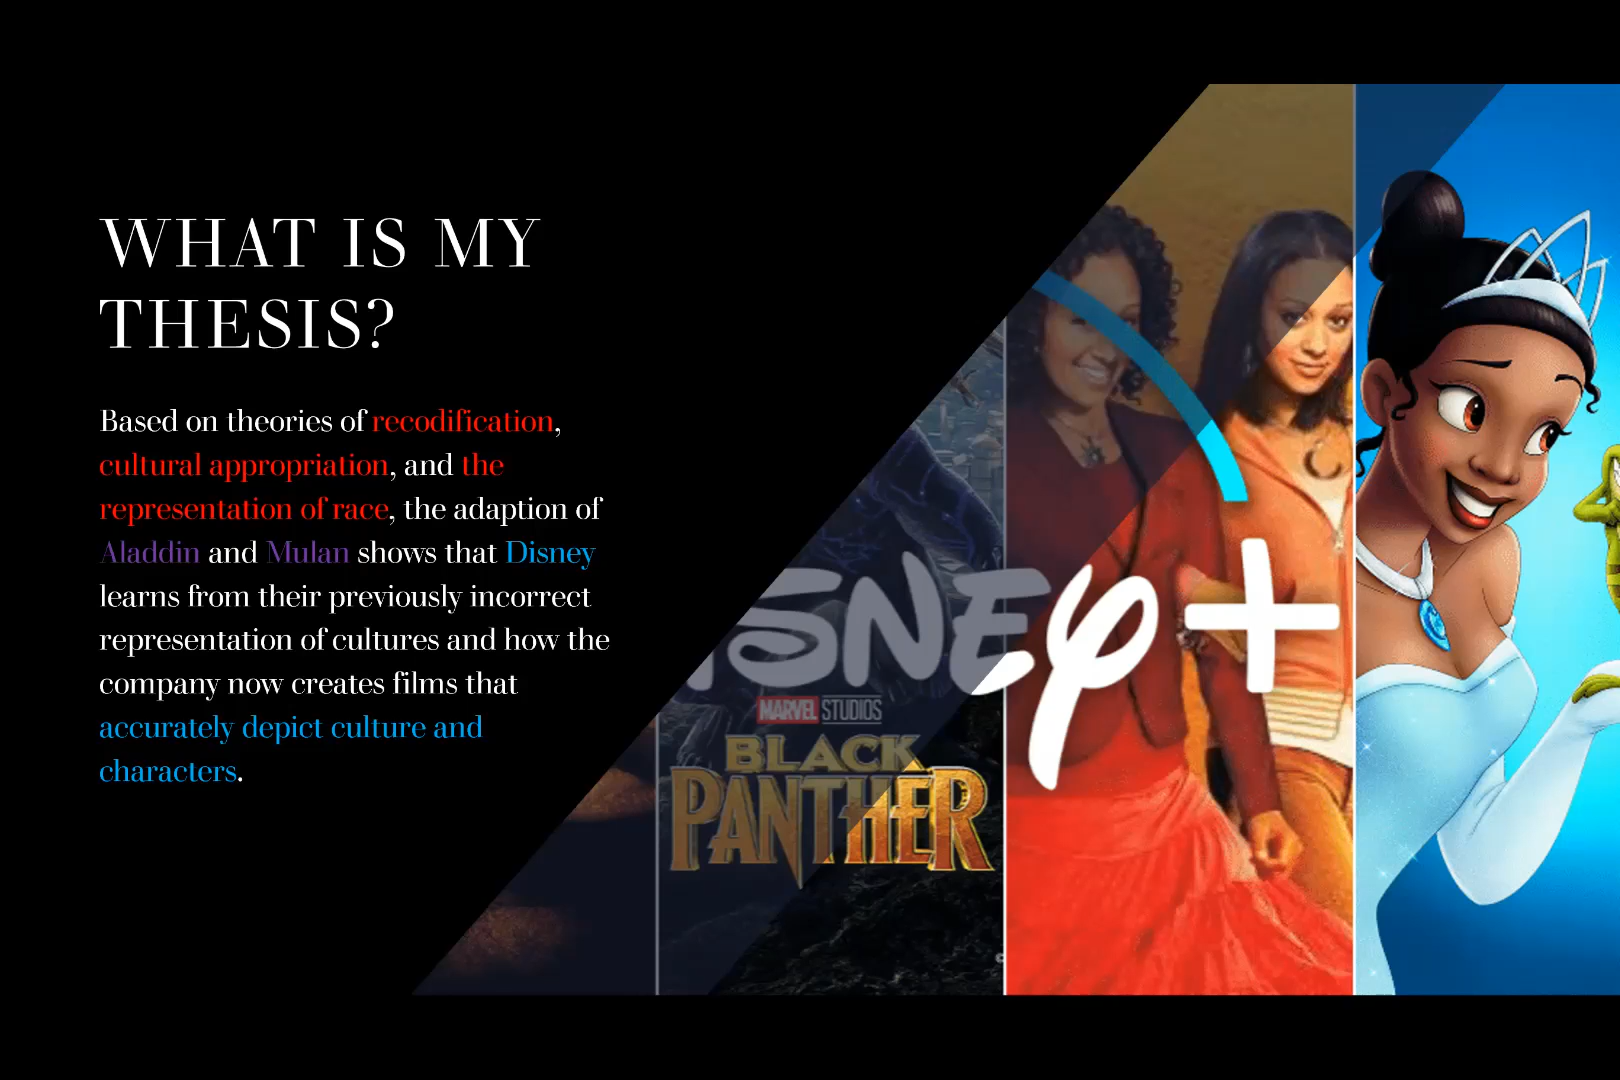 WHAT IS MY
THESIS?
Based on theories of recodification,
cultural appropriation, and the
representation of race, the adaption of
Aladdin and Mulan shows that Disney
learns from their previously incorrect
representation of cultures and how the
company now creates films that
accurately depict culture and
characters.
DISNEY+
MARVEL STUDIOS
BLACK
PANTHER